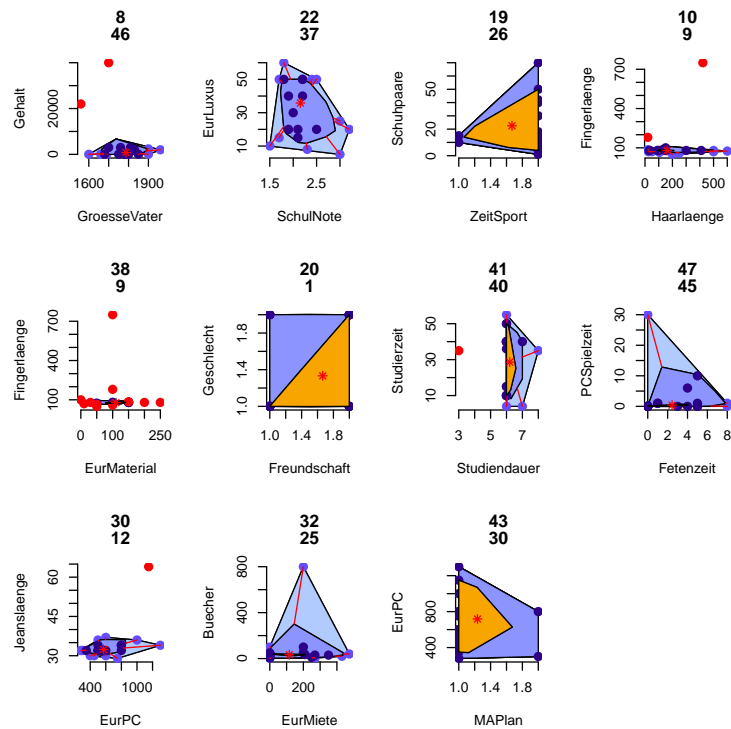 8
46
Gehalt
0 20000
1600 1900
GroesseVater
22
37
EurLuxus
10 30 50
1.5 2.5
SchulNote
19
26
Schuhpaare
0 20 50
1.0 1.4 1.8
ZeitSport
10
9
Fingerlaenge
100 400 700
0 200 500
Haarlaenge
38
9
Fingerlaenge
100 400 700
0 100 250
EurMaterial
20
1
Geschlecht
1.0 1.4 1.8
1.0 1.4 1.8
Freundschaft
41
40
Studierzeit
10 30 50
3 5 7
Studiendauer
47
45
PCSpielzeit
0 10 20 30
0 2 4 6 8
Fetenzeit
30
12
Jeanslaenge
30 45 60
400 1000
EurPC
32
25
Buecher
0 400 800
0 200
EurMiete
43
30
EurPC
400 800
1.0 1.4 1.8
MAPlan